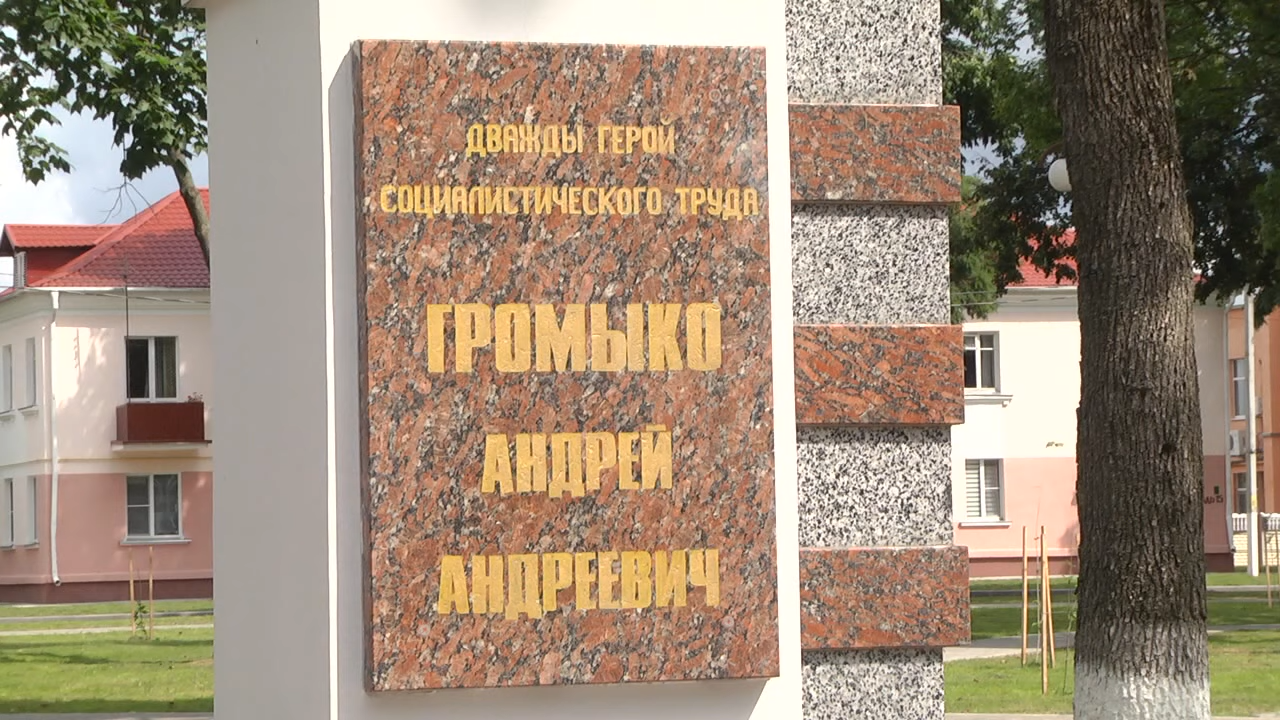 ДВАЖДЫ ГЕРОЙ
СОЦИАЛИСТИЧЕСКОГО ТРУДА
ГРОМЫКО
АНДРЕЙ
АНДРЕЕВИЧ